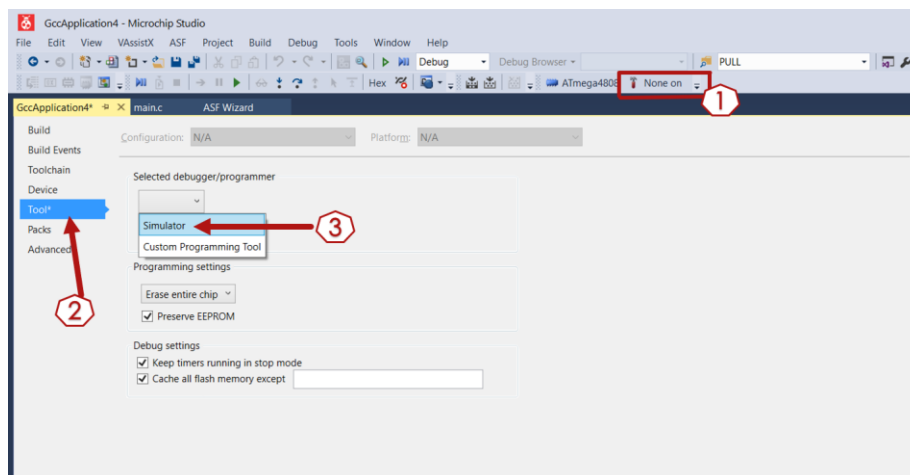 GccApplication4 - Microchip Studio
File Edit View VAssistX ASF Project Build Debug Tools Window Help
Debug Debug Browser PULL
Hex ATmega4808 None on
1
GccApplication4* main.c ASF Wizard
Build
Build Events
Toolchain
Device
Tool*
Packs
Advanced
Configuration: N/A Platform: N/A
Selected debugger/programmer
Simulator
3
Custom Programming Tool
2
Programming settings
Erase entire chip
Preserve EEPROM
Debug settings
Keep timers running in stop mode
Cache all flash memory except